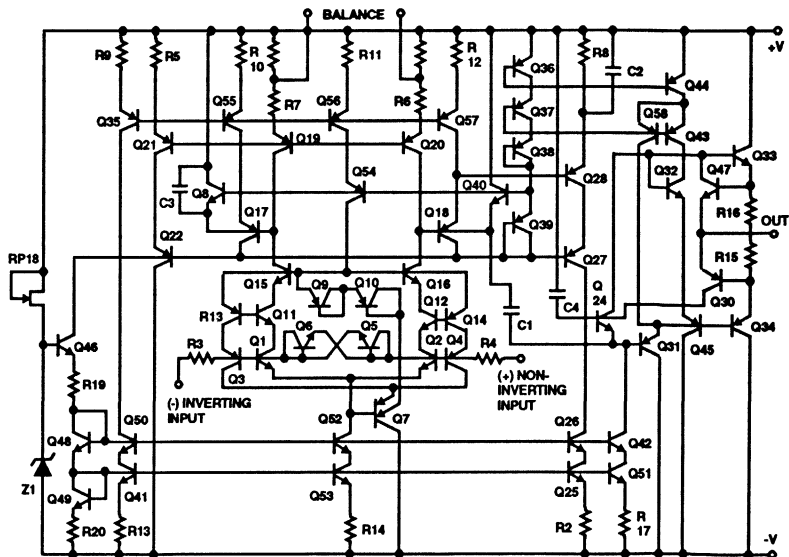 BALANCE
+V
R9
R5
R
10
R11
R
12
R8
C2
Q36
Q44
Q37
Q58
Q43
Q35
Q55
R7
Q56
R6
Q57
Q21
Q19
Q20
Q38
Q33
Q54
Q28
Q32
Q47
C3
Q8
Q40
R16
OUT
Q17
Q18
Q39
R15
Q22
Q27
RP18
Q15
Q9
Q10
Q16
Q30
Q
24
C4
C1
R13
Q11
Q12
Q14
Q6
Q5
Q46
R3
Q1
Q2
Q4
R4
Q31
Q45
Q34
Q3
R19
(-) INVERTING
INPUT
(+) NON-
INVERTING
INPUT
Q7
Q52
Q26
Q42
Q48
Q50
Z1
Q49
Q41
Q53
Q25
Q51
R20
R13
R14
R2
R
17
-V